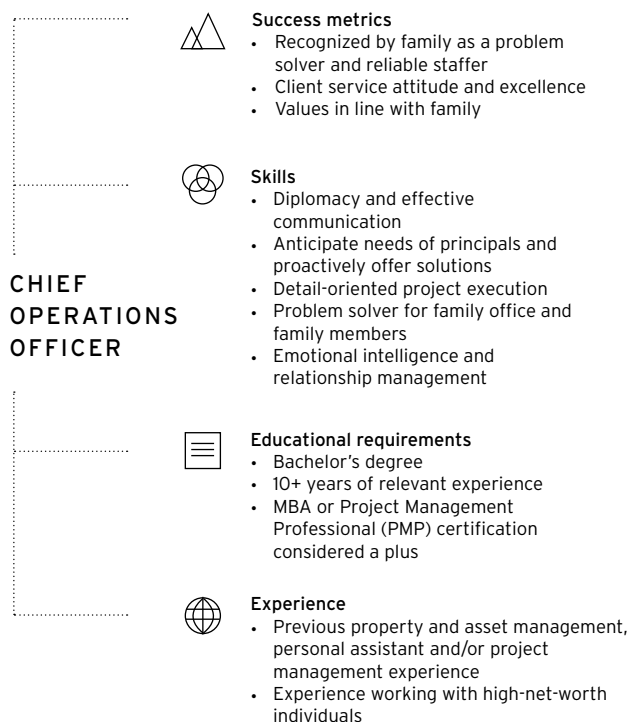 Success metrics
• Recognized by family as a problem
solver and reliable staffer
• Client service attitude and excellence
• Values in line with family
Skills
• Diplomacy and effective
communication
• Anticipate needs of principals and
proactively offer solutions
• Detail-oriented project execution
• Problem solver for family office and
family members
• Emotional intelligence and
relationship management
CHIEF
OPERATIONS
OFFICER
Educational requirements
• Bachelor’s degree
• 10+ years of relevant experience
• MBA or Project Management
Professional (PMP) certification
considered a plus
Experience
• Previous property and asset management,
personal assistant and/or project
management experience
• Experience working with high-net-worth
individuals